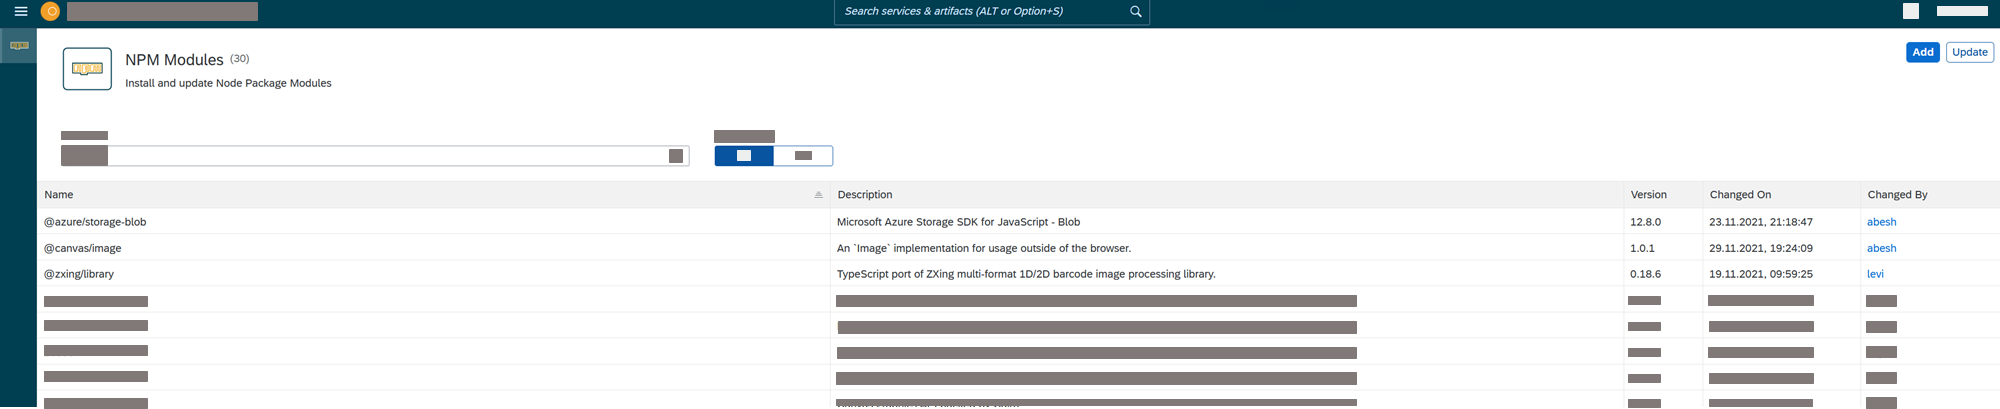 Search services & artifacts (ALT or Option+S)
NPM Modules (30)
Add Update
Install and update Node Package Modules
Name Description Version Changed On Changed By
@azure/storage-blob Microsoft Azure Storage SDK for JavaScript - Blob 12.8.0 23.11.2021, 21:18:47 abesh
@canvas/image An `Image` implementation for usage outside of the browser. 1.0.1 29.11.2021, 19:24:09 abesh
@zxing/library TypeScript port of ZXing multi-format 1D/2D barcode image processing library. 0.18.6 19.11.2021, 09:59:25 levi